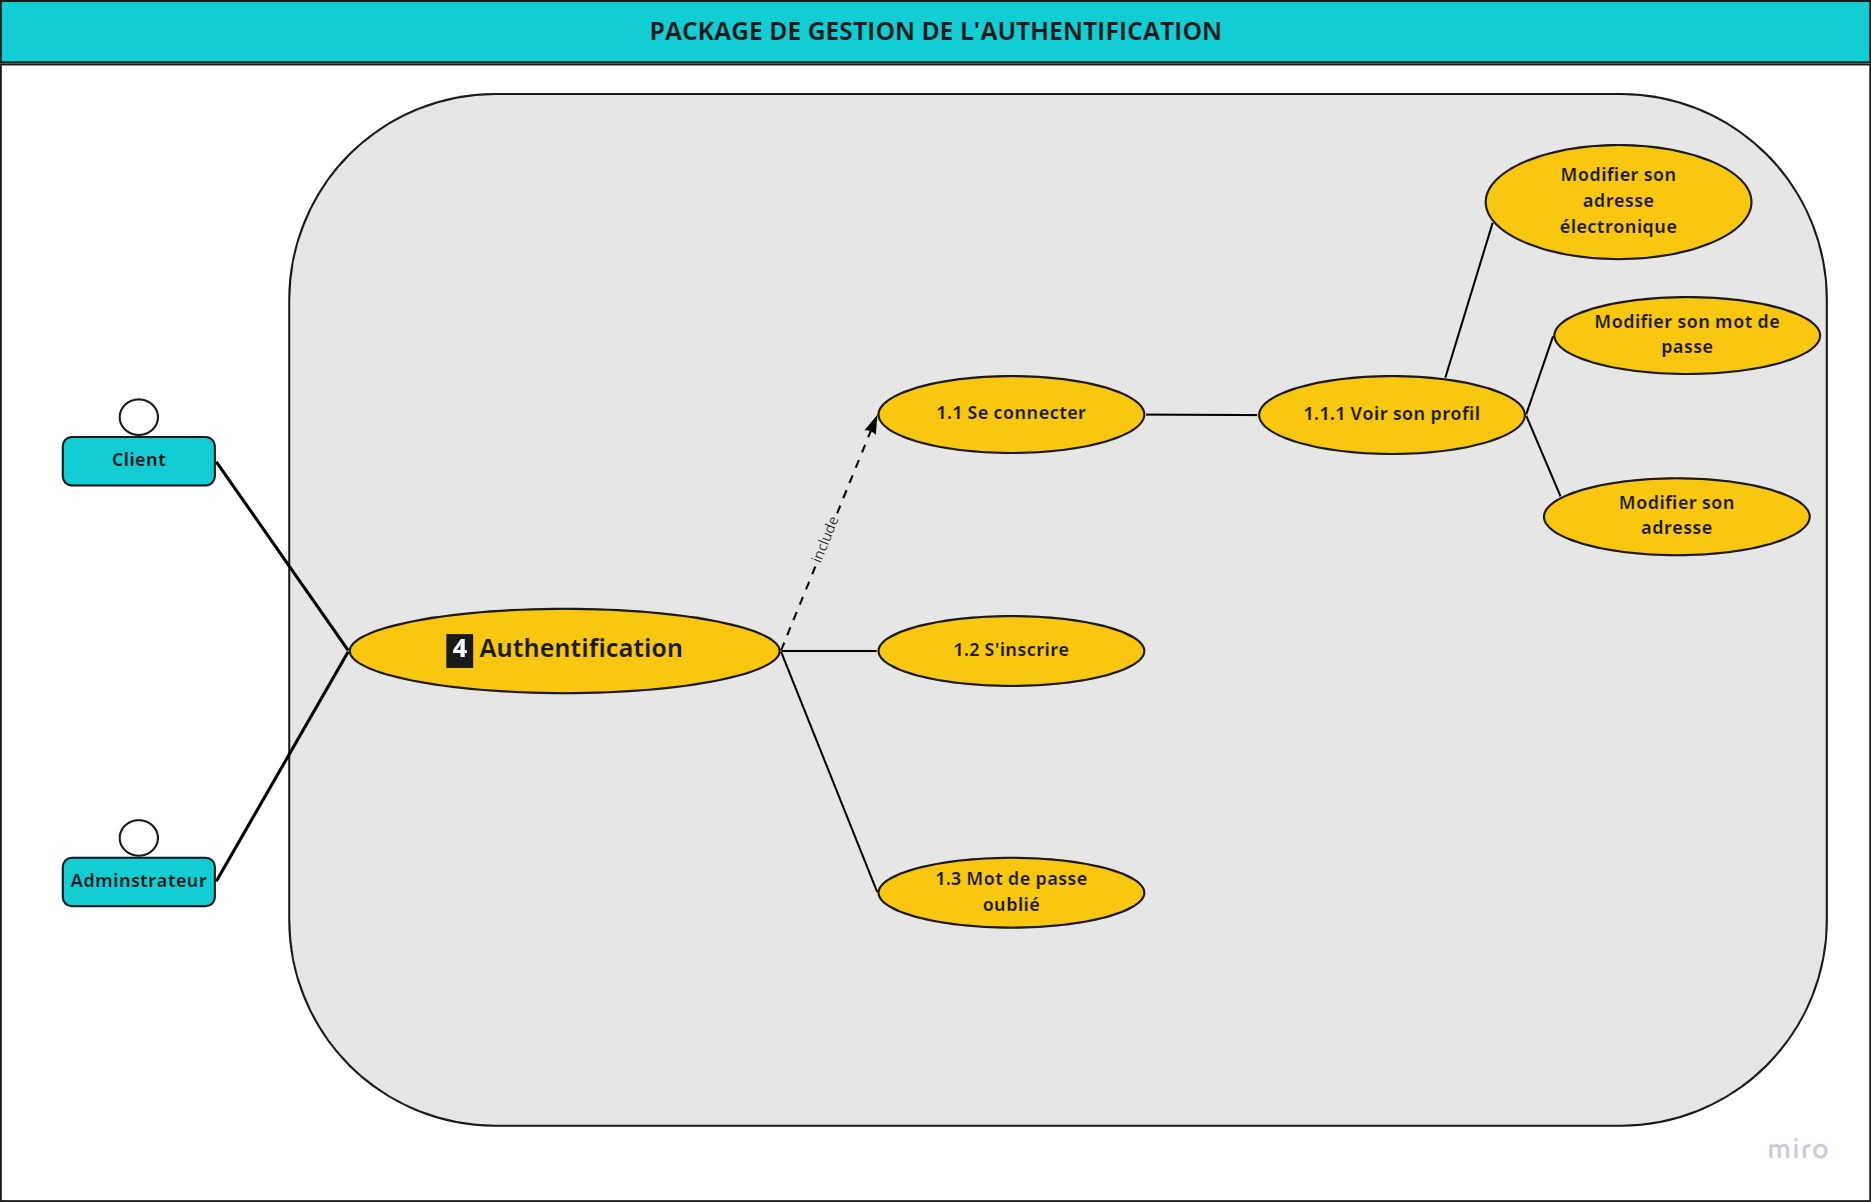 PACKAGE DE GESTION DE L'AUTHENTIFICATION
Modifier son
adresse
électronique
Modifier son mot de
passe
1.1 Se connecter
1.1.1 Voir son profil
Client
Modifier son
adresse
include
4 Authentification
1.2 S'inscrire
Adminstrateur
1.3 Mot de passe
oublié
miro